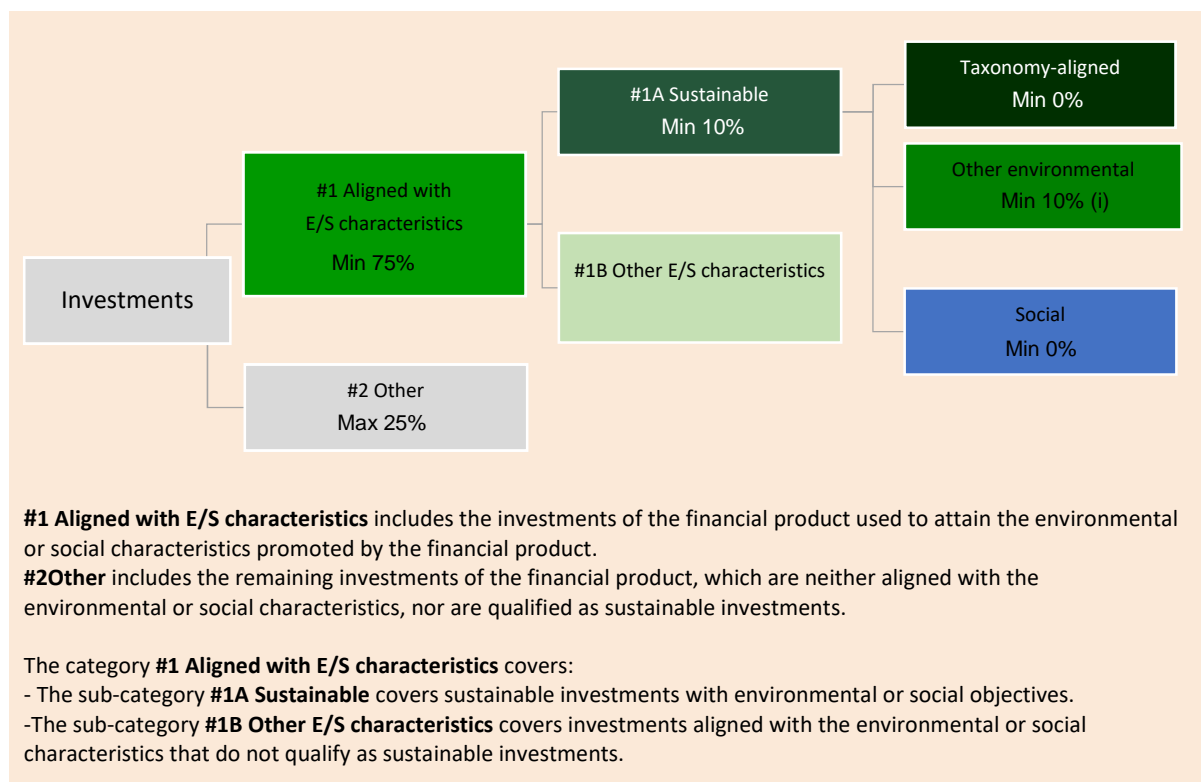 Taxonomy-aligned
Min 0%
#1A Sustainable
Min 10%
Other environmental
Min 10% (i)
#1 Aligned with
E/S characteristics
Min 75%
#1B Other E/S characteristics
Investments
Social
Min 0%
#2 Other
Max 25%
#1 Aligned with E/S characteristics includes the investments of the financial product used to attain the environmental
or social characteristics promoted by the financial product.
#2Other includes the remaining investments of the financial product, which are neither aligned with the
environmental or social characteristics, nor are qualified as sustainable investments.
The category #1 Aligned with E/S characteristics covers:
- The sub-category #1A Sustainable covers sustainable investments with environmental or social objectives.
-The sub-category #1B Other E/S characteristics covers investments aligned with the environmental or social
characteristics that do not qualify as sustainable investments.